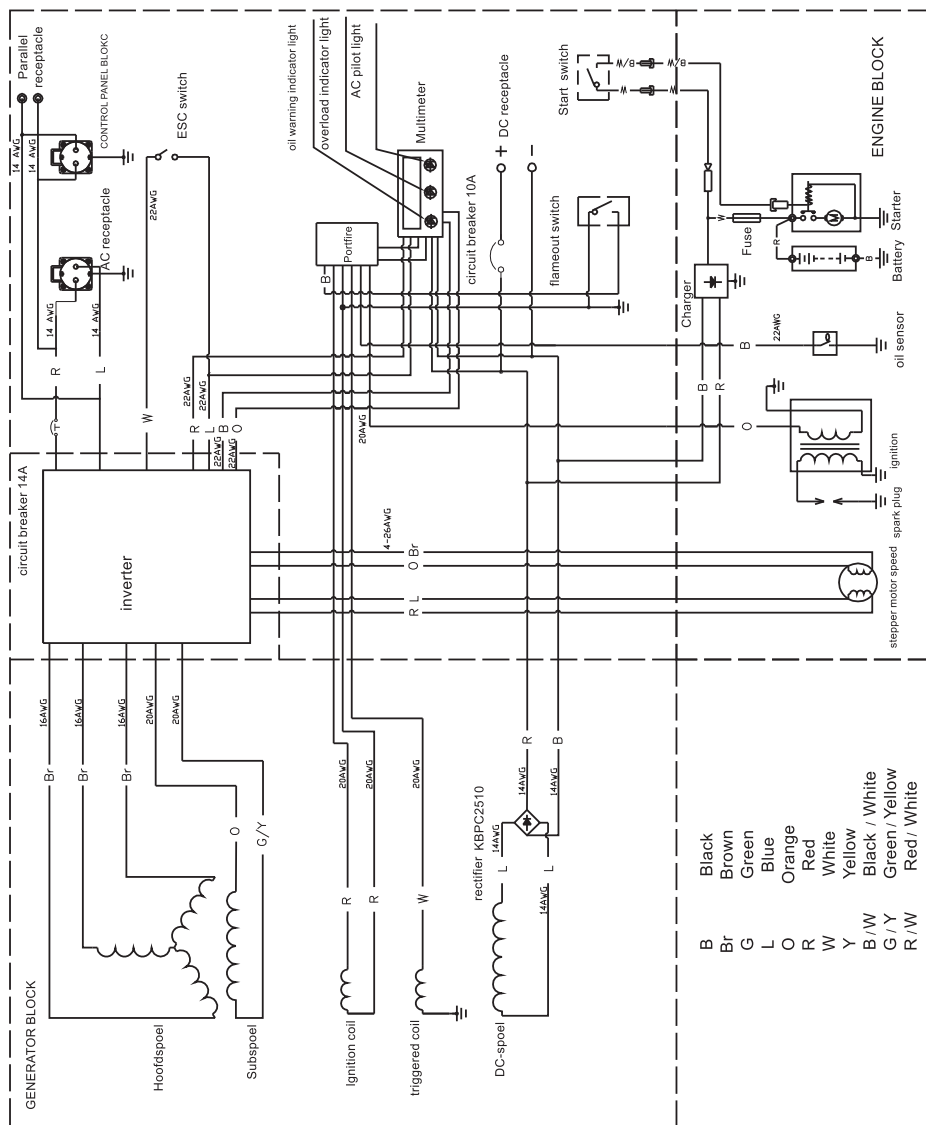 Parallel
receptacle
CONTROL PANEL BLOKC
14 AWG
14 AWG
ESC switch
22AWG
AC receptacle
14 AWG
14 AWG
R
L
W
T
oil warning indicator light
overload indicator light
AC pilot light
Multimeter
Portfire
B
circuit breaker 10A
+ DC receptacle
−
flameout switch
Start switch
B/W
B/W
W
W
ENGINE BLOCK
W
Fuse
R
M
Starter
B
Battery
Charger
B
R
B
22AWG
oil sensor
O
ignition
spark plug
22AWG
22AWG
R
L
B
O
22AWG
22AWG
20AWG
circuit breaker 14A
inverter
4-26AWG
O Br
R L
stepper motor speed
16AWG
16AWG
16AWG
20AWG
20AWG
Br
Br
Br
O
G/Y
GENERATOR BLOCK
Hoofdspoel
Subspoel
20AWG
20AWG
20AWG
R
R
W
Ignition coil
triggered coil
R
B
14AWG
14AWG
rectifier KBPC2510
14AWG
L
L
14AWG
DC-spoel
B Black
Br Brown
G Green
L Blue
O Orange
R Red
W White
Y Yellow
B/W Black / White
G/Y Green / Yellow
R/W Red / White